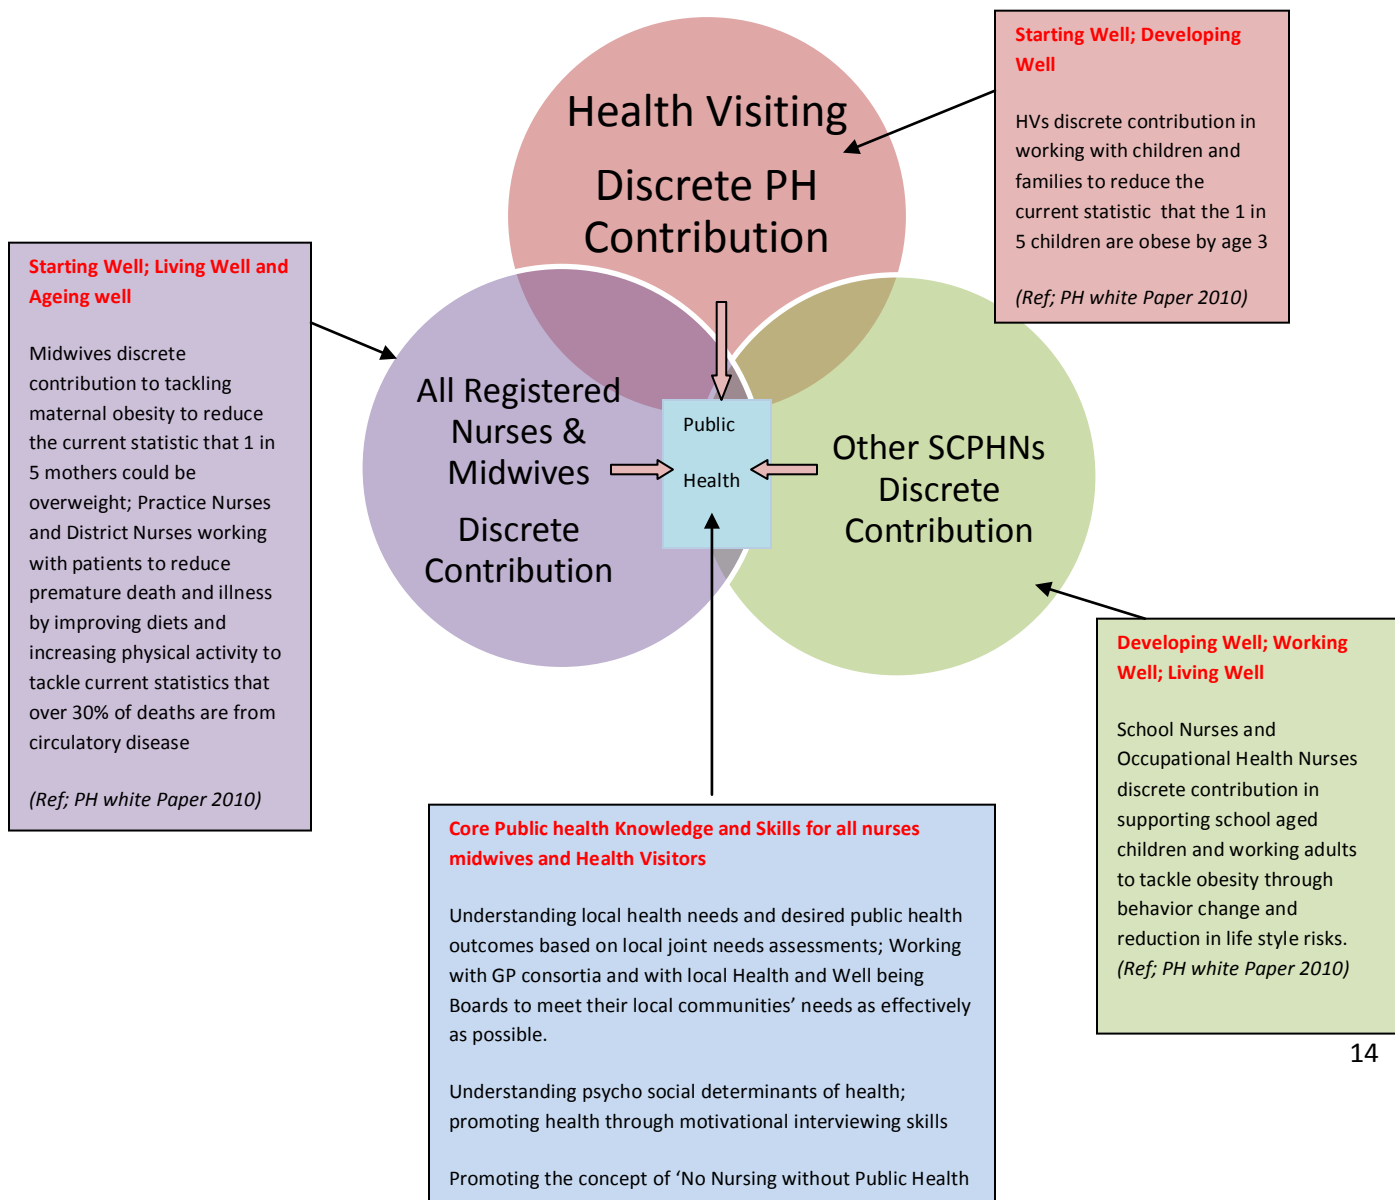 Health Visiting
Discrete PH
Contribution
Starting Well; Developing
Well
HVs discrete contribution in
working with children and
families to reduce the
current statistic that the 1 in
5 children are obese by age 3
(Ref; PH white Paper 2010)
Starting Well; Living Well and
Ageing well
Midwives discrete
contribution to tackling
maternal obesity to reduce
the current statistic that 1 in
5 mothers could be
overweight; Practice Nurses
and District Nurses working
with patients to reduce
premature death and illness
by improving diets and
increasing physical activity to
tackle current statistics that
over 30% of deaths are from
circulatory disease
(Ref; PH white Paper 2010)
All Registered
Nurses &
Midwives
Discrete
Contribution
Public
Health
Other SCPHNs
Discrete
Contribution
Developing Well; Working
Well; Living Well
School Nurses and
Occupational Health Nurses
discrete contribution in
supporting school aged
children and working adults
to tackle obesity through
behavior change and
reduction in life style risks.
(Ref; PH white Paper 2010)
Core Public health Knowledge and Skills for all nurses
midwives and Health Visitors
Understanding local health needs and desired public health
outcomes based on local joint needs assessments; Working
with GP consortia and with local Health and Well being
Boards to meet their local communities’ needs as effectively
as possible.
Understanding psycho social determinants of health;
promoting health through motivational interviewing skills
Promoting the concept of ‘No Nursing without Public Health
14